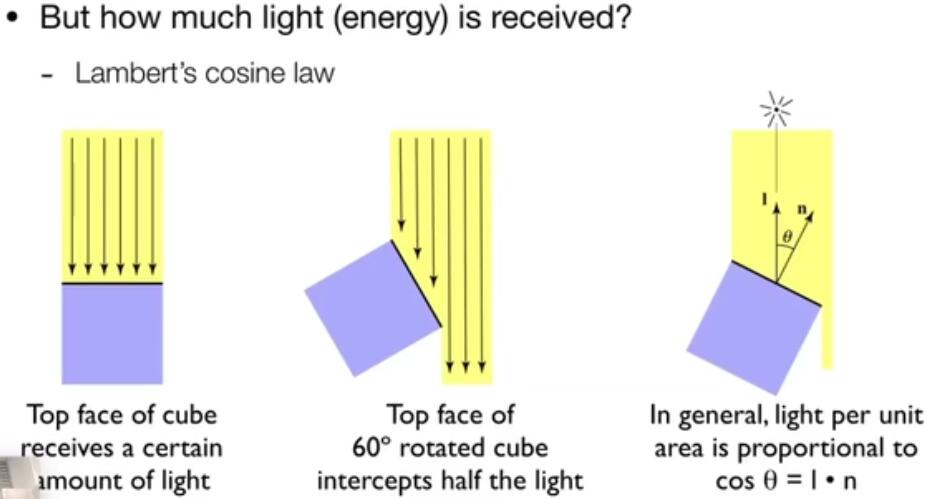 • But how much light (energy) is received?
- Lambert’s cosine law
l
n
θ
Top face of cube
receives a certain
amount of light
Top face of
60º rotated cube
intercepts half the light
In general, light per unit
area is proportional to
cos θ = l • n